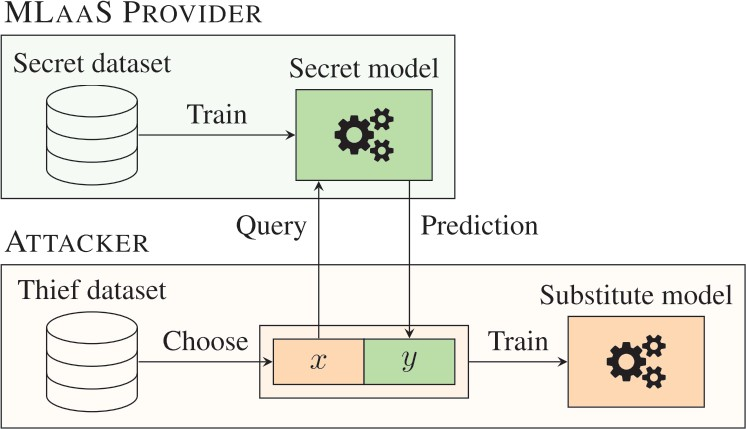 MLAAS PROVIDER
Secret dataset
Secret model
Train
Query
Prediction
ATTACKER
Thief dataset
Substitute model
Choose
x
y
Train